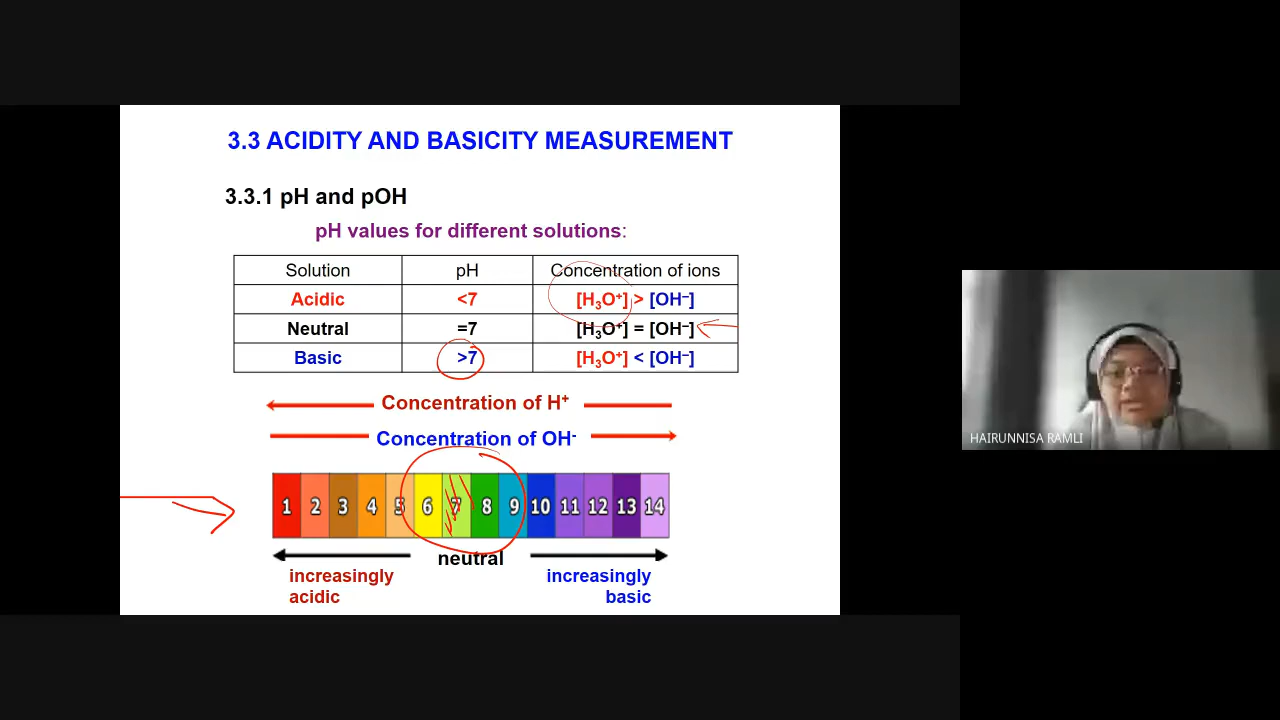 3.3 ACIDITY AND BASICITY MEASUREMENT
3.3.1 pH and pOH
pH values for different solutions:
Solution pH Concentration of ions
Acidic <7 [H₃O⁺] > [OH⁻]
Neutral =7 [H₃O⁺] = [OH⁻]
Basic >7 [H₃O⁺] < [OH⁻]
Concentration of H⁺
Concentration of OH⁻
1 2 3 4 5 6 7 8 9 10 11 12 13 14
neutral
increasingly acidic
increasingly basic
HAIRUNNISA RAMLI